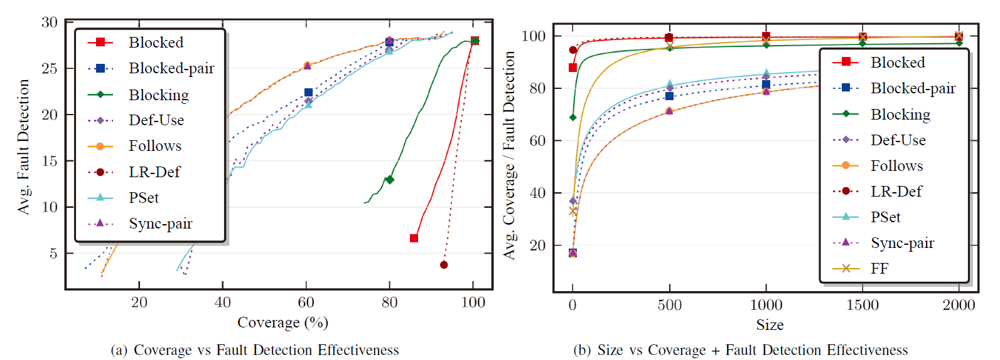 30
25
20
15
10
5
Avg. Fault Detection
Blocked
Blocked-pair
Blocking
Def-Use
Follows
LR-Def
PSet
Sync-pair
20 40 60 80 100
Coverage (%)
(a) Coverage vs Fault Detection Effectiveness
100
80
60
40
20
Avg. Coverage / Fault Detection
Blocked
Blocked-pair
Blocking
Def-Use
Follows
LR-Def
PSet
Sync-pair
FF
0 500 1000 1500 2000
Size
(b) Size vs Coverage + Fault Detection Effectiveness